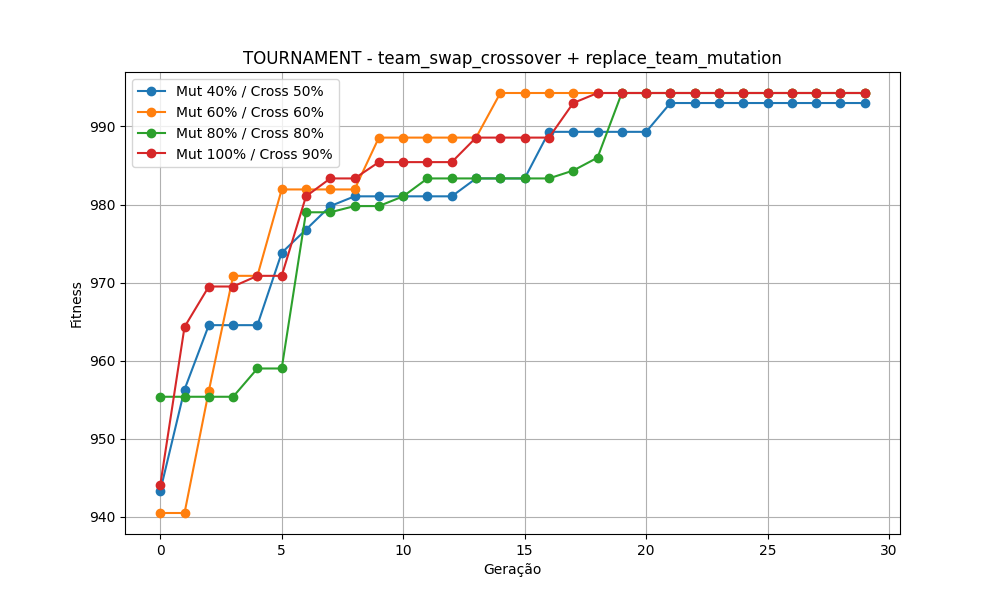 TOURNAMENT - team_swap_crossover + replace_team_mutation
Mut 40% / Cross 50%
Mut 60% / Cross 60%
Mut 80% / Cross 80%
Mut 100% / Cross 90%
Fitness
990
980
970
960
950
940
0 5 10 15 20 25 30
Geração